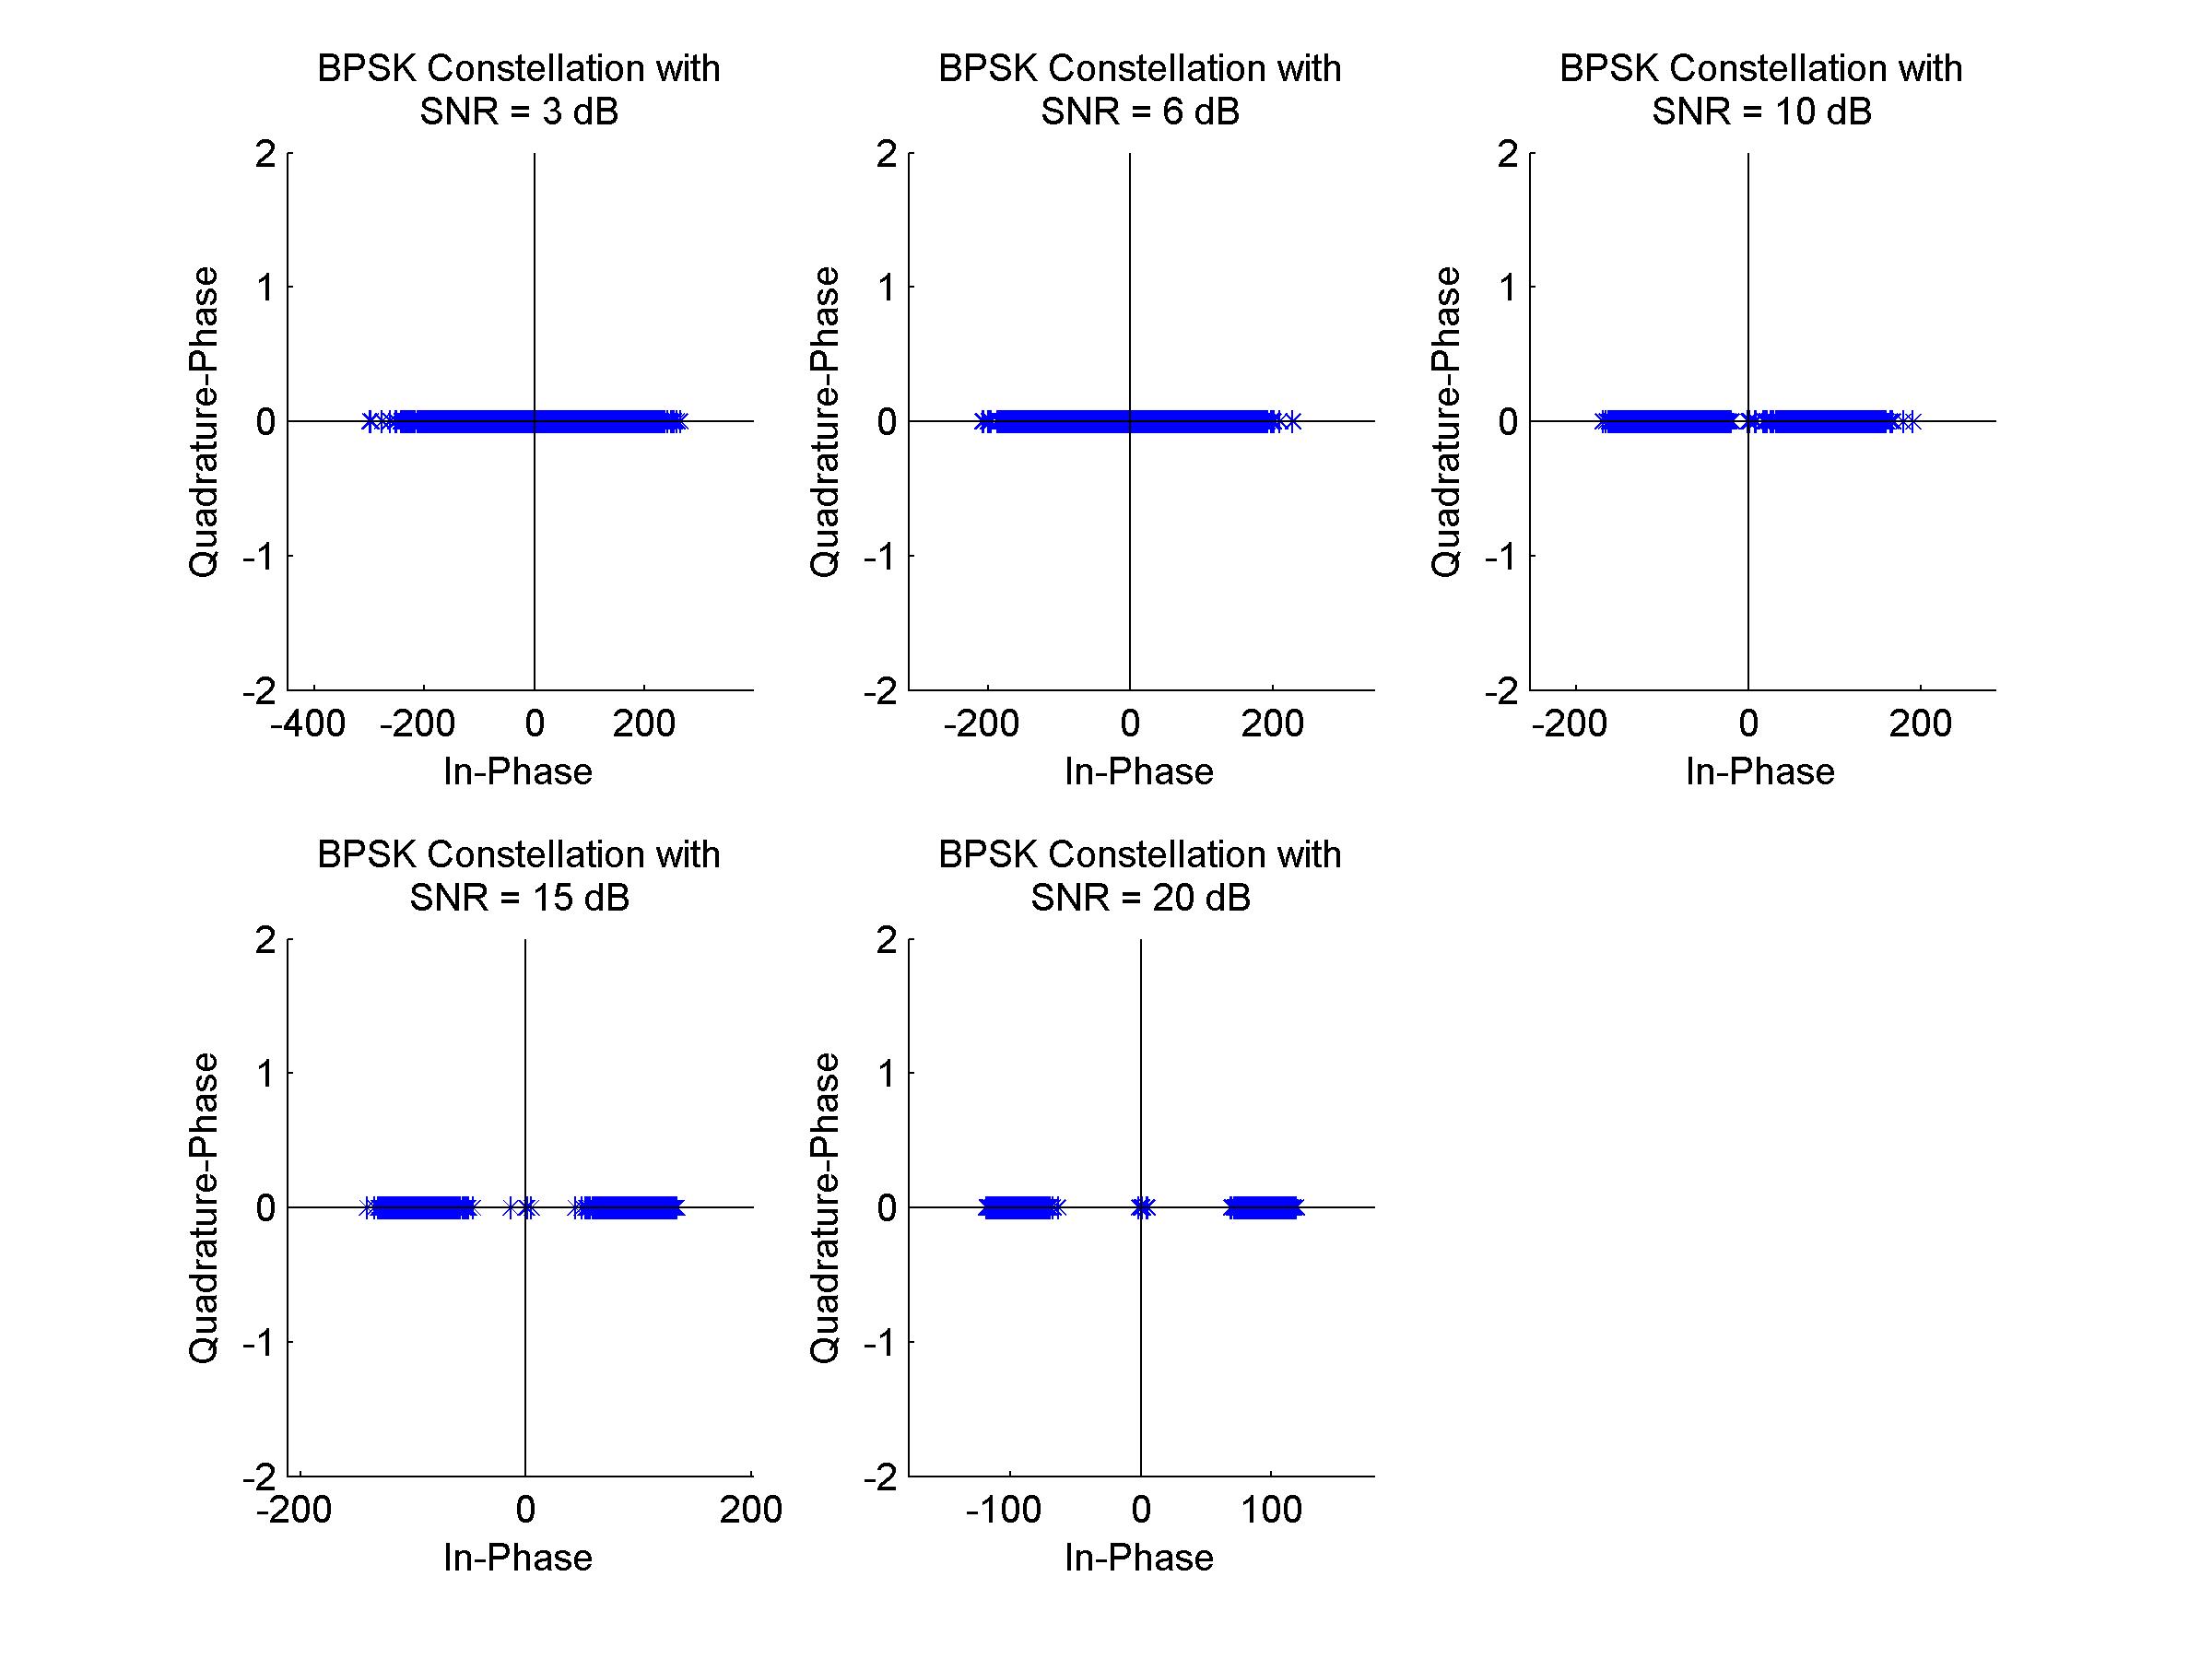 BPSK Constellation with
SNR = 3 dB
2
1
0
-1
-2
Quadrature-Phase
-400 -200 0 200
In-Phase
BPSK Constellation with
SNR = 6 dB
2
1
0
-1
-2
Quadrature-Phase
-200 0 200
In-Phase
BPSK Constellation with
SNR = 10 dB
2
1
0
-1
-2
Quadrature-Phase
-200 0 200
In-Phase
BPSK Constellation with
SNR = 15 dB
2
1
0
-1
-2
Quadrature-Phase
-200 0 200
In-Phase
BPSK Constellation with
SNR = 20 dB
2
1
0
-1
-2
Quadrature-Phase
-100 0 100
In-Phase